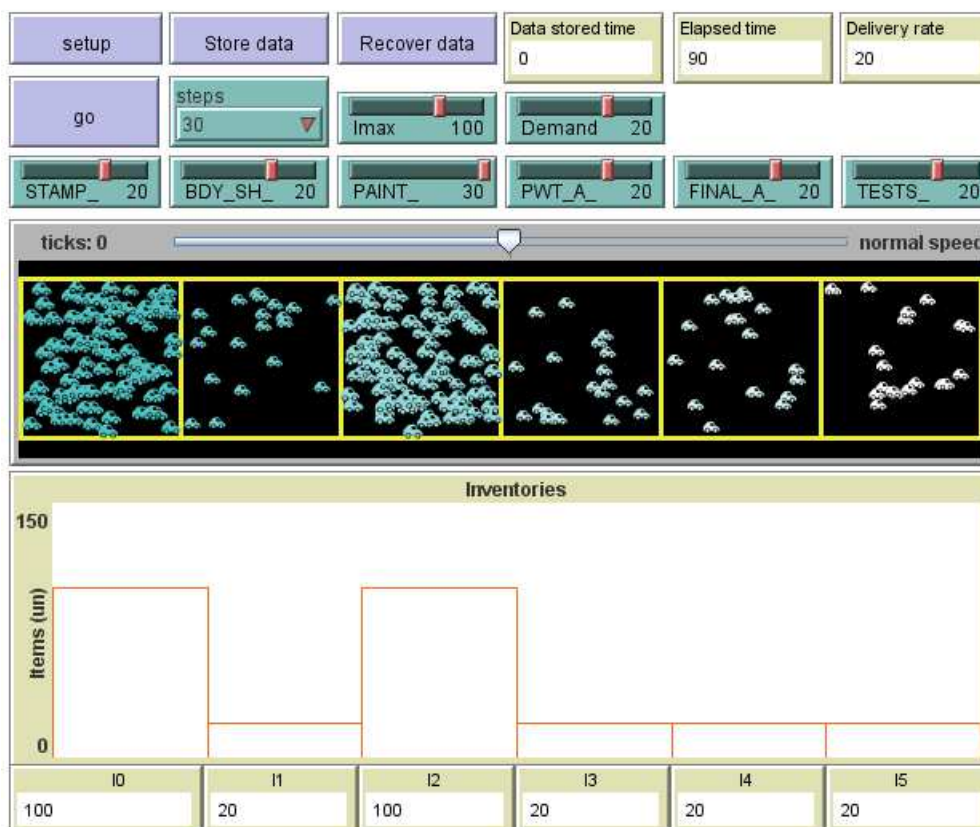 setup
Store data
Recover data
Data stored time
0
Elapsed time
90
Delivery rate
20
go
steps
30
Imax 100
Demand 20
STAMP_ 20
BDY_SH_ 20
PAINT_ 30
PWT_A_ 20
FINAL_A_ 20
TESTS_ 20
ticks: 0
normal speed
Inventories
150
Items (un)
0
I0
100
I1
20
I2
100
I3
20
I4
20
I5
20